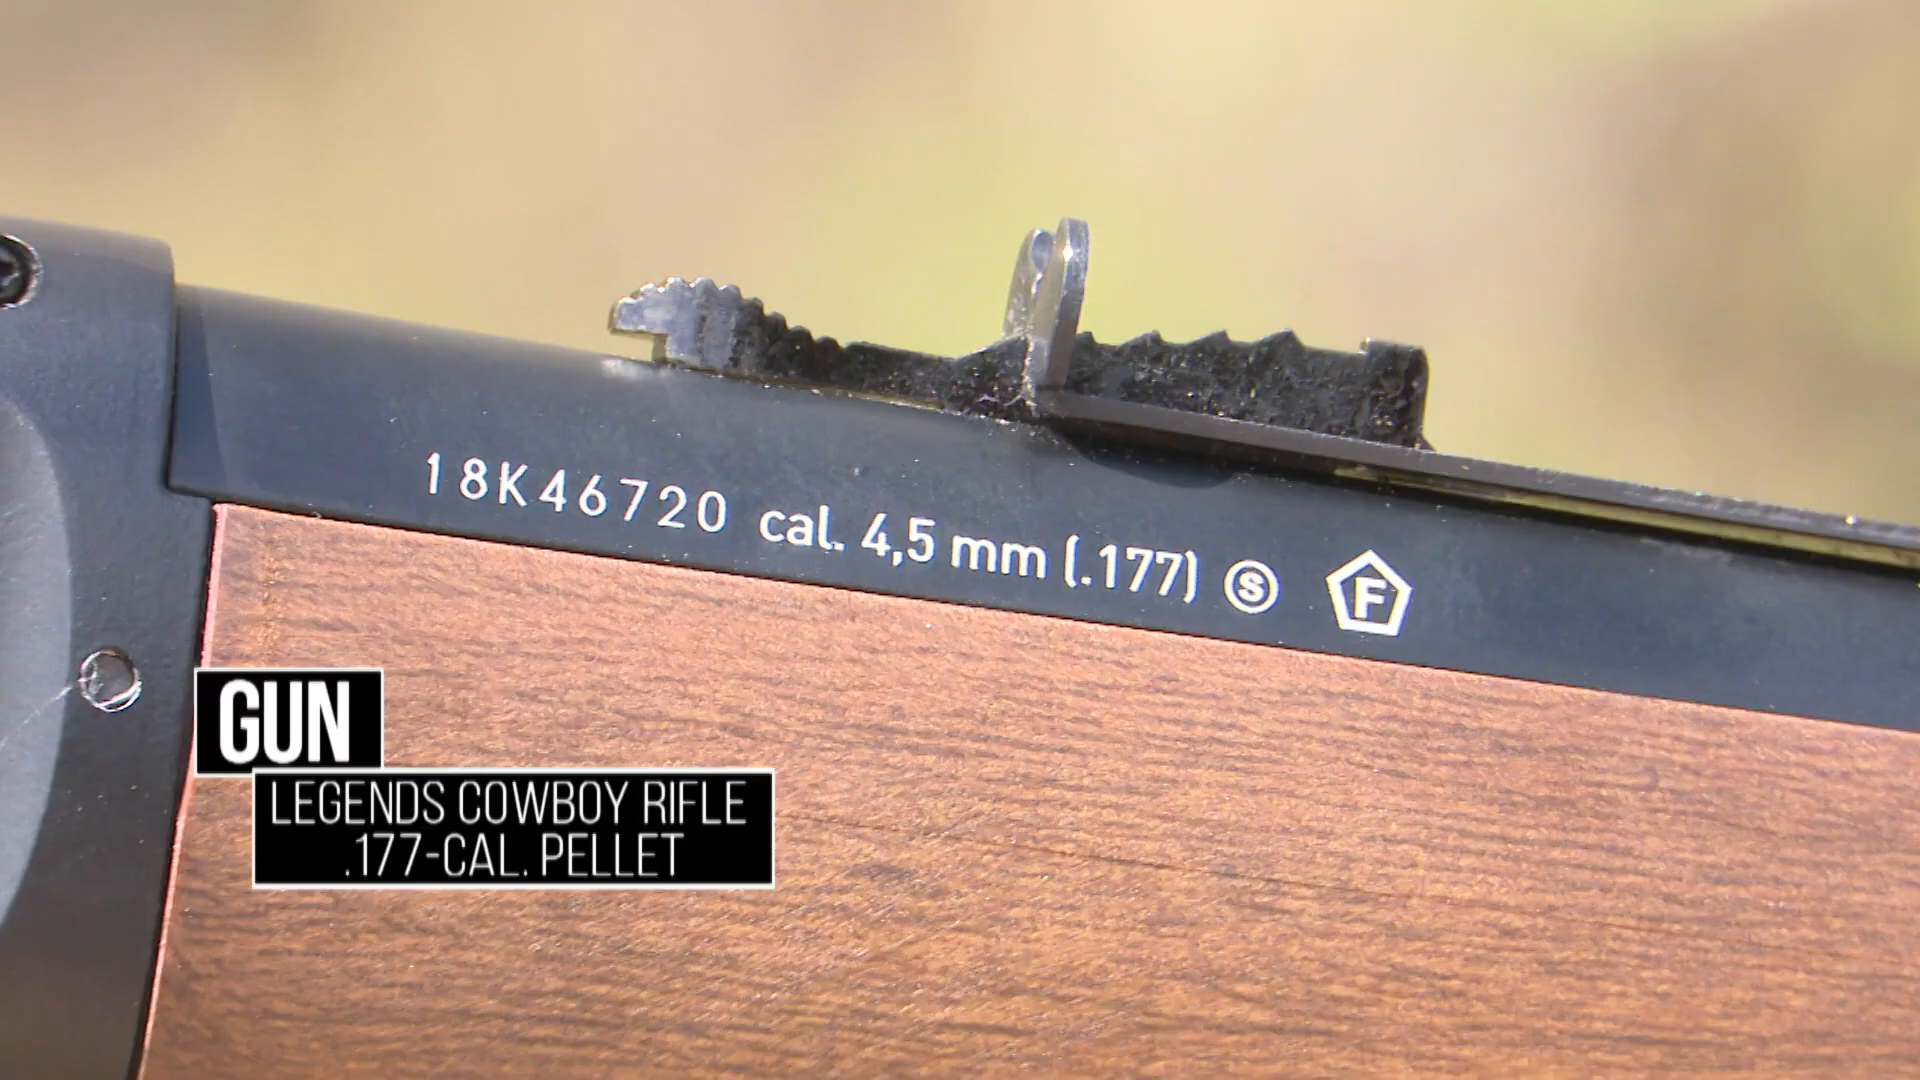 18K46720 cal. 4,5 mm (.177) S F
GUN
LEGENDS COWBOY RIFLE
.177-CAL. PELLET